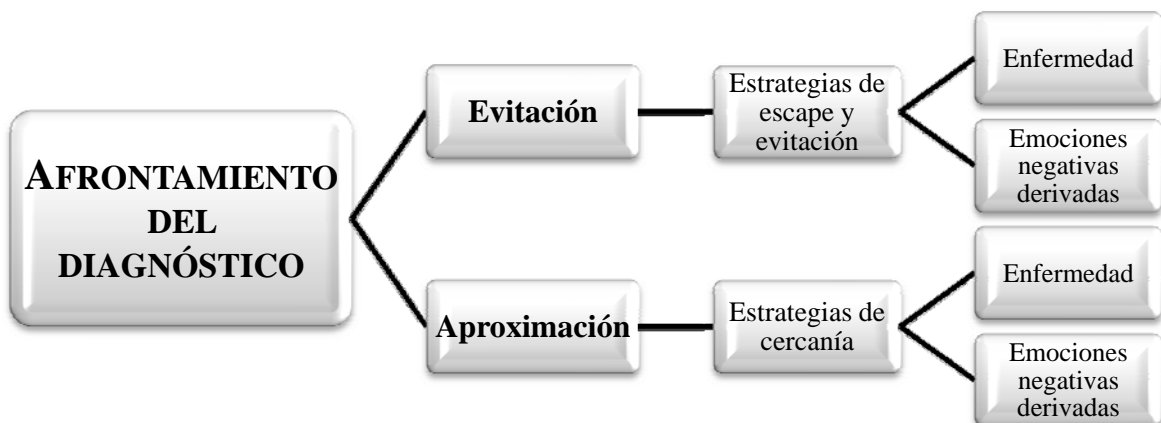 AFRONTAMIENTO
DEL
DIAGNÓSTICO
Evitación
Estrategias de
escape y
evitación
Enfermedad
Emociones
negativas
derivadas
Aproximación
Estrategias de
cercanía
Enfermedad
Emociones
negativas
derivadas